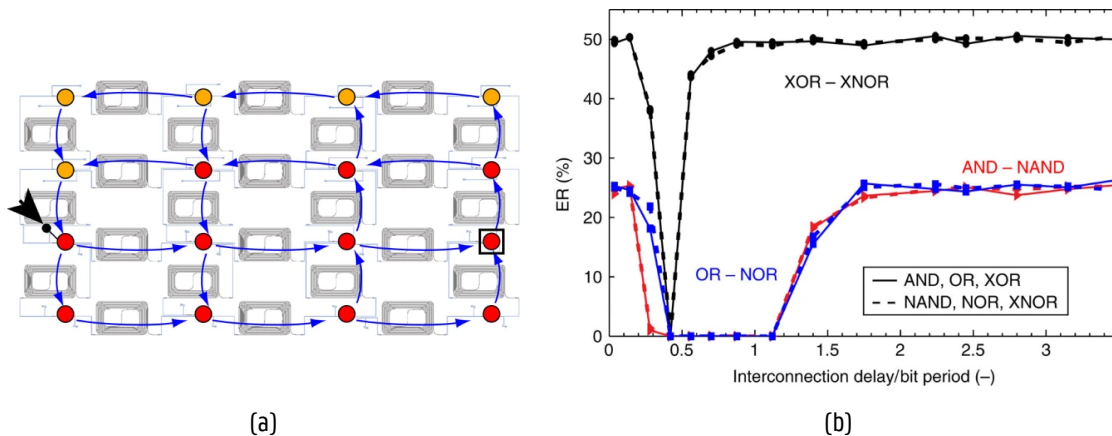 50
40
30
20
10
0
ER (%)
XOR – XNOR
AND – NAND
OR – NOR
AND, OR, XOR
NAND, NOR, XNOR
0 0.5 1 1.5 2 2.5 3
Interconnection delay/bit period (–)
(a) (b)